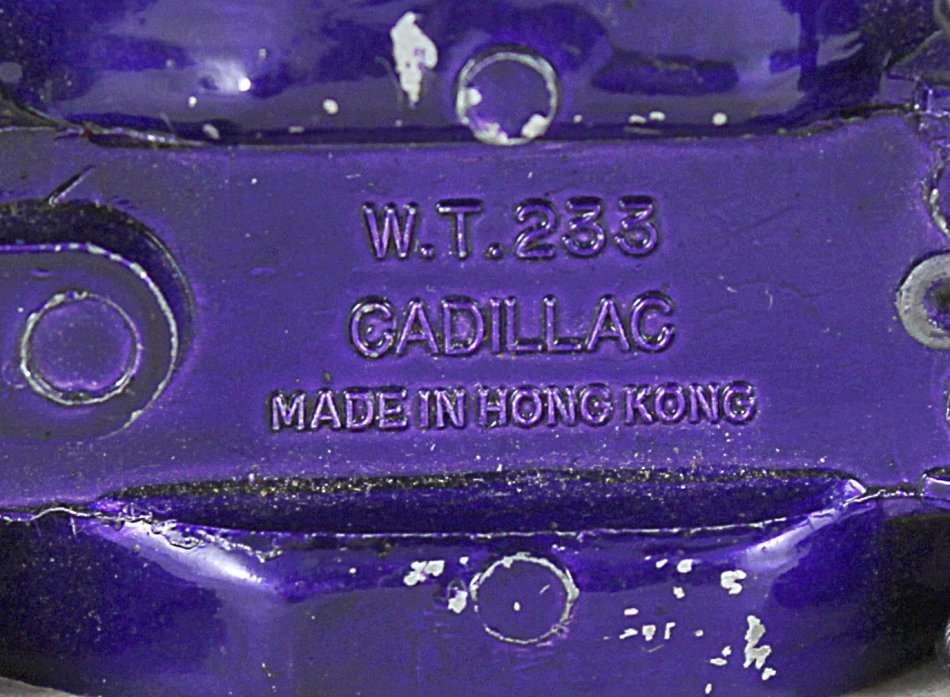 W.T.233
CADILLAC
MADE IN HONG KONG